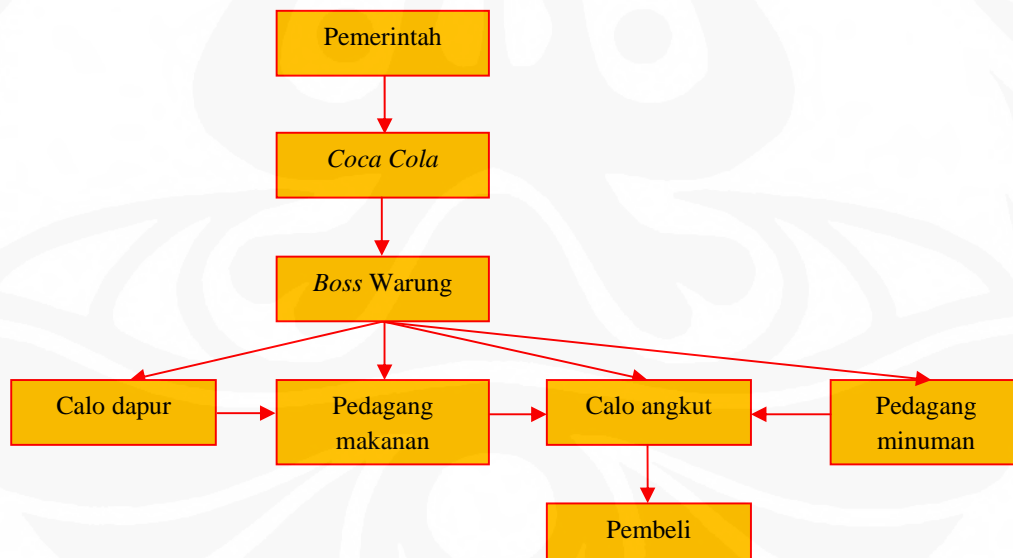 Pemerintah
Coca Cola
Boss Warung
Calo dapur
Pedagang
makanan
Calo angkut
Pedagang
minuman
Pembeli